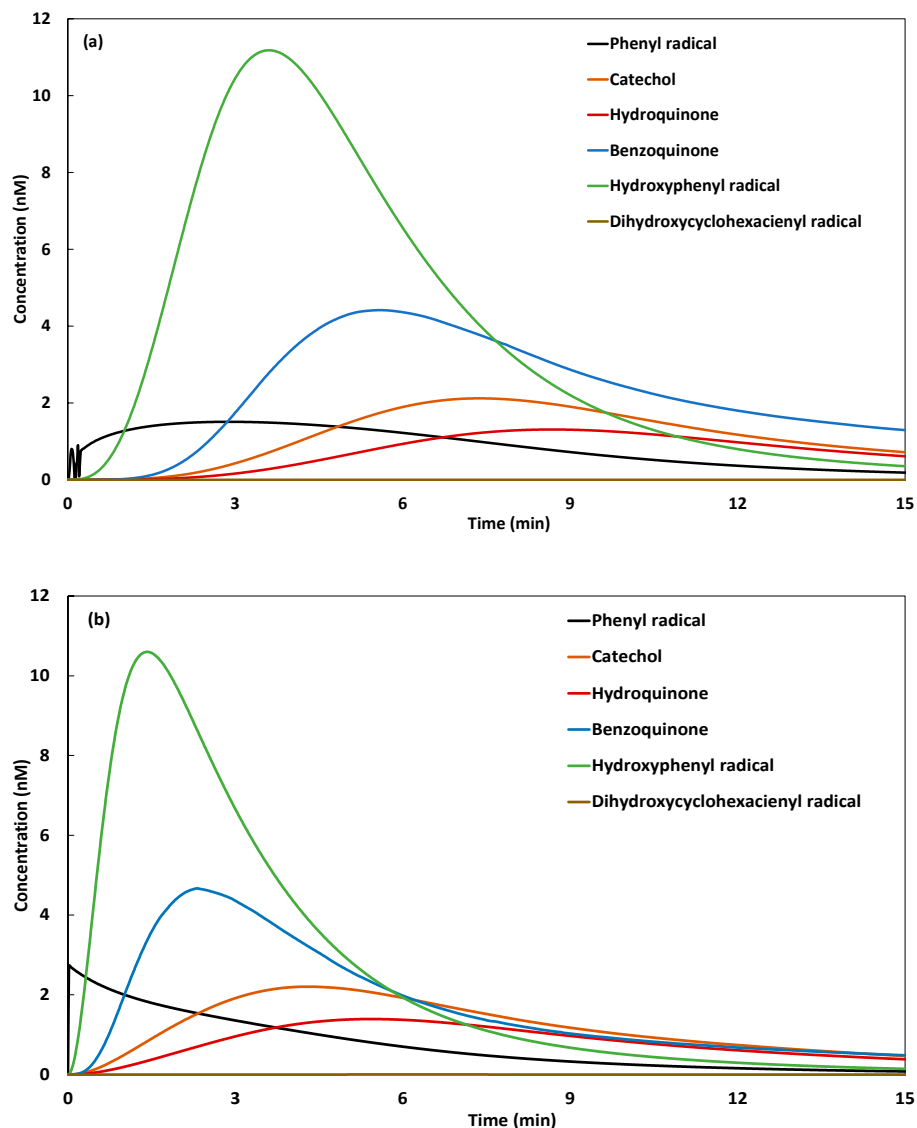 12
(a)
Phenyl radical
Catechol
10
Hydroquinone
Benzoquinone
8
Hydroxyphenyl radical
Dihydroxycyclohexacienyl radical
6
Concentration (nM)
4
2
0
0 3 6 9 12 15
Time (min)
12
(b)
Phenyl radical
Catechol
10
Hydroquinone
Benzoquinone
8
Hydroxyphenyl radical
Dihydroxycyclohexacienyl radical
6
Concentration (nM)
4
2
0
0 3 6 9 12 15
Time (min)